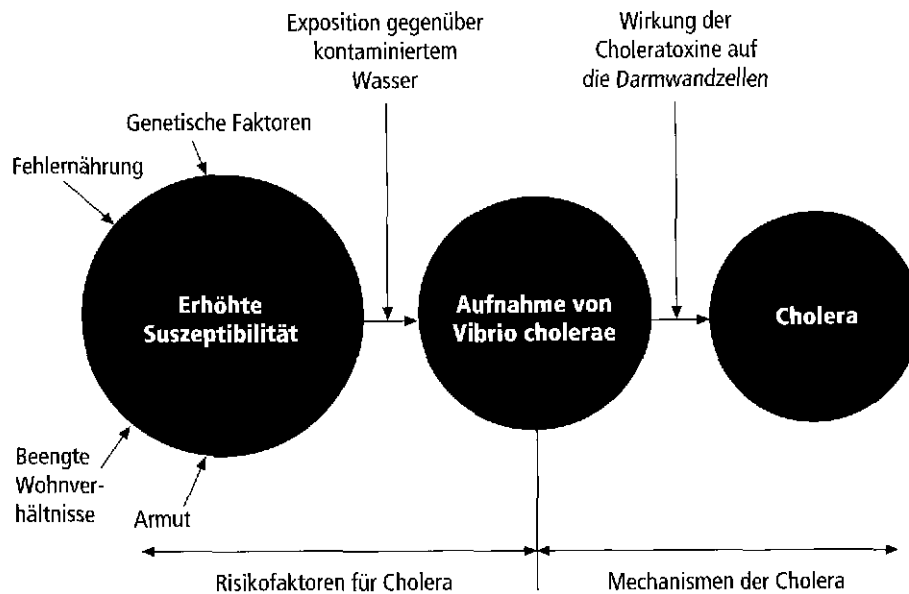 Exposition gegenüber
kontaminiertem
Wasser
Wirkung der
Choleratoxine auf
die Darmwandzellen
Genetische Faktoren
Fehlernährung
Erhöhte
Suszeptibilität
Aufnahme von
Vibrio cholerae
Cholera
Beengte
Wohnver-
hältnisse
Armut
Risikofaktoren für Cholera
Mechanismen der Cholera